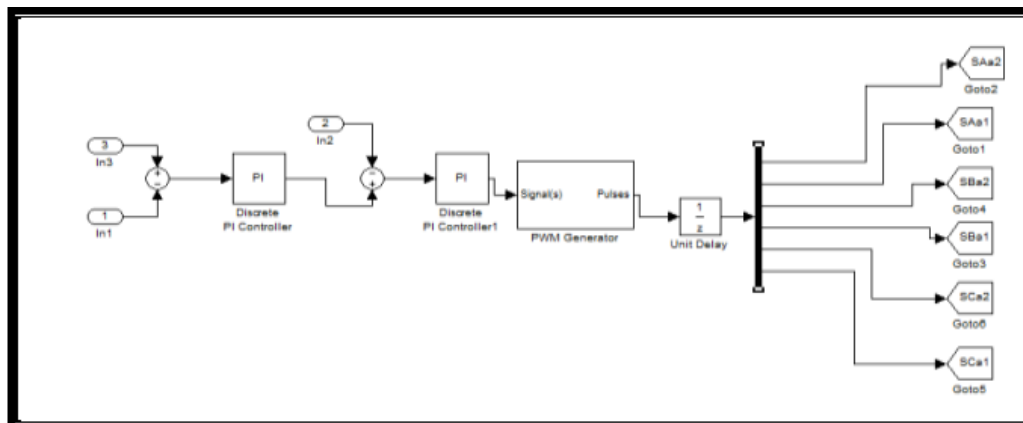 3
In3
+
−
1
In1
PI
Discrete
PI Controller
2
In2
−
+
PI
Discrete
PI Controller1
Signal(s)
Pulses
PWM Generator
1
z
Unit Delay
SAa2
Goto2
SAa1
Goto1
SBa2
Goto4
SBa1
Goto3
SCa2
Goto6
SCa1
Goto5